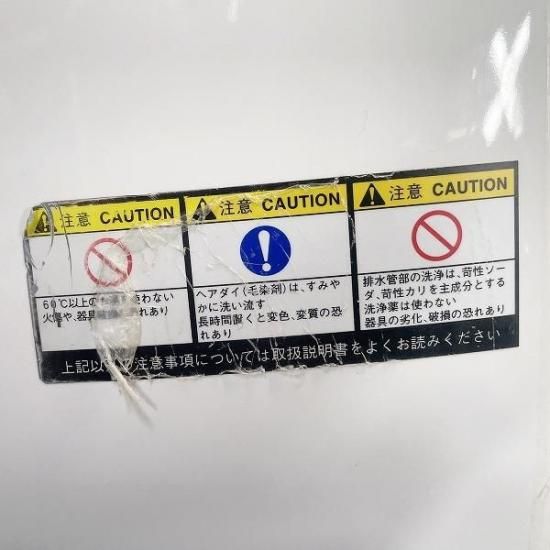 注意 CAUTION
60℃以上の
使わない
火傷や、器具
れあり
注意 CAUTION
ヘアダイ(毛染剤)は、すみや
かに洗い流す
長時間置くと変色、変質の恐
れあり
注意 CAUTION
排水管部の洗浄は、苛性ソー
ダ、苛性カリを主成分とする
洗浄薬は使わない
器具の劣化、破損の恐れあり
上記以
注意事項については取扱説明書をよくお読みください